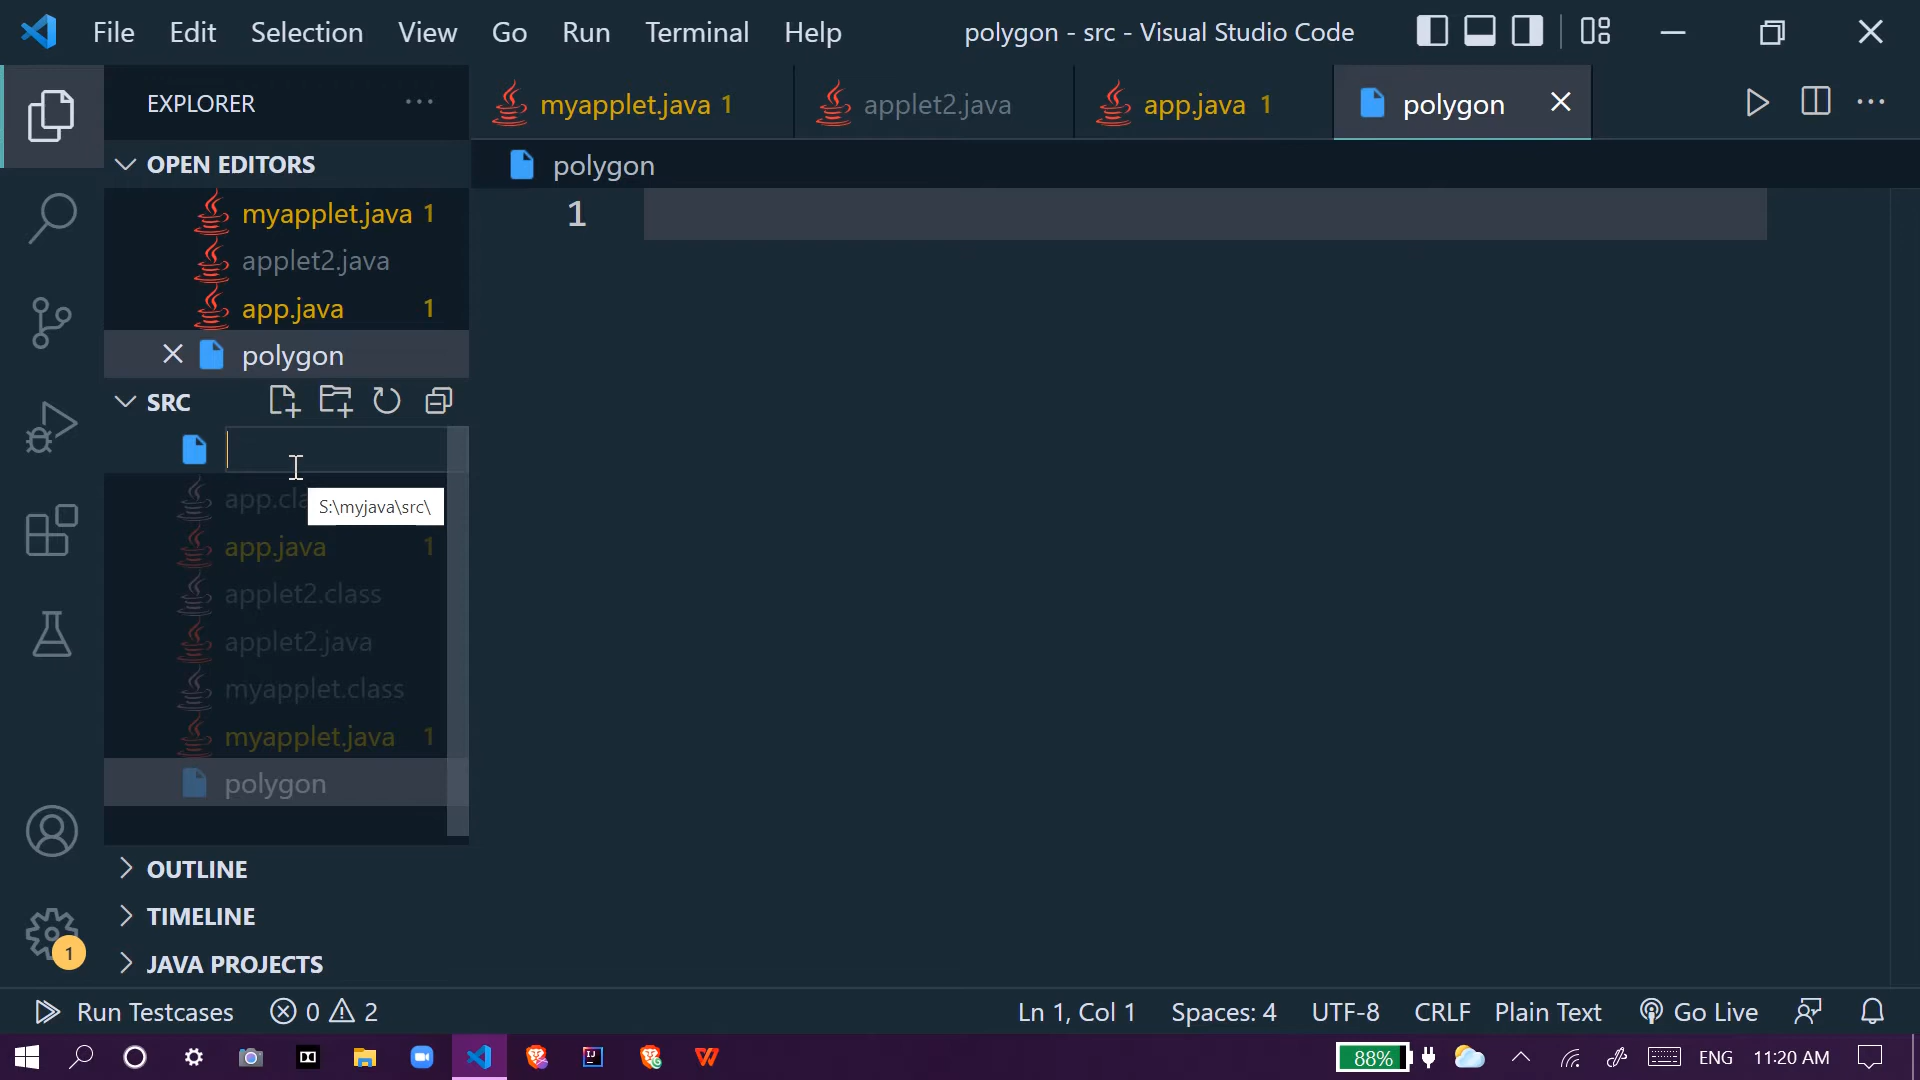 File Edit Selection View Go Run Terminal Help polygon - src - Visual Studio Code
EXPLORER
myapplet.java 1
applet2.java
app.java 1
polygon
OPEN EDITORS
polygon
myapplet.java 1
applet2.java
app.java 1
polygon
1
SRC
S:\myjava\src\
app.cla
app.java 1
applet2.class
applet2.java
myapplet.class
myapplet.java 1
polygon
OUTLINE
TIMELINE
JAVA PROJECTS
1
Run Testcases 0 2 Ln 1, Col 1 Spaces: 4 UTF-8 CRLF Plain Text Go Live
88% ENG 11:20 AM